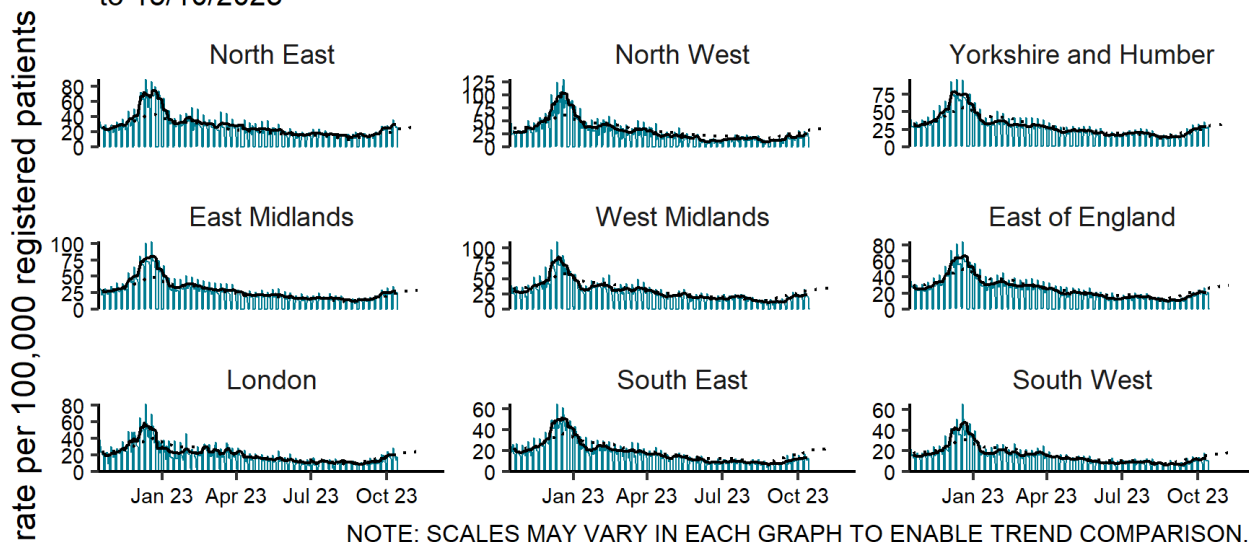 to 15/10/2023
rate per 100,000 registered patients
North East
80
60
40
20
0
North West
125
100
75
50
25
0
Yorkshire and Humber
75
50
25
0
East Midlands
100
75
50
25
0
West Midlands
100
75
50
25
0
East of England
80
60
40
20
0
London
80
60
40
20
0
Jan 23 Apr 23 Jul 23 Oct 23
South East
60
40
20
0
Jan 23 Apr 23 Jul 23 Oct 23
South West
60
40
20
0
Jan 23 Apr 23 Jul 23 Oct 23
NOTE: SCALES MAY VARY IN EACH GRAPH TO ENABLE TREND COMPARISON.